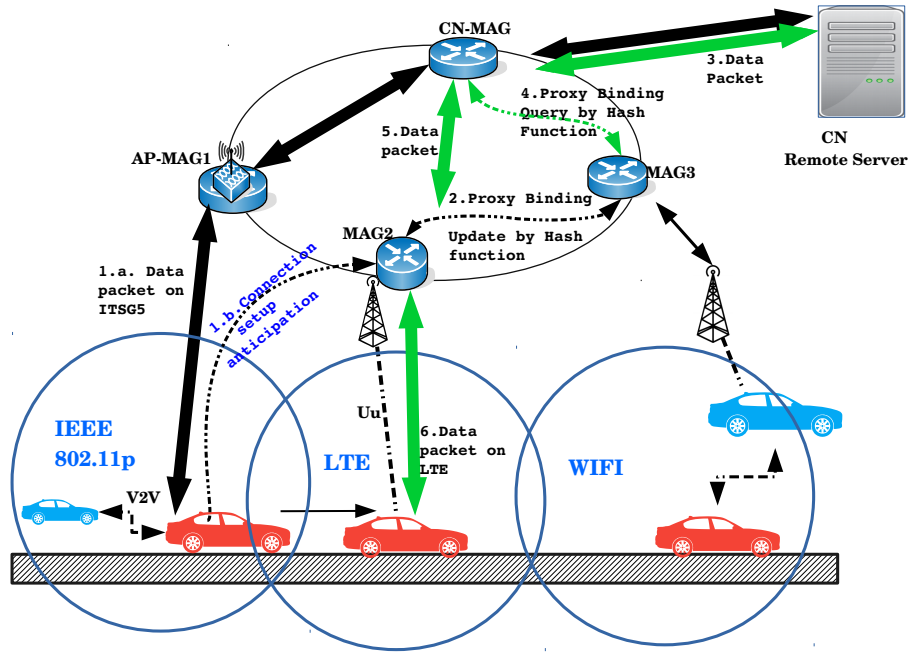 CN-MAG
3.Data
Packet
4.Proxy Binding
Query by Hash
Function
5.Data
packet
CN
Remote Server
AP-MAG1
MAG3
2.Proxy Binding
MAG2
Update by Hash
function
1.a. Data
packet on
ITSG5
1.b.Connection
setup
anticipation
Uu
IEEE
802.11p
LTE
6.Data
packet on
LTE
WIFI
V2V